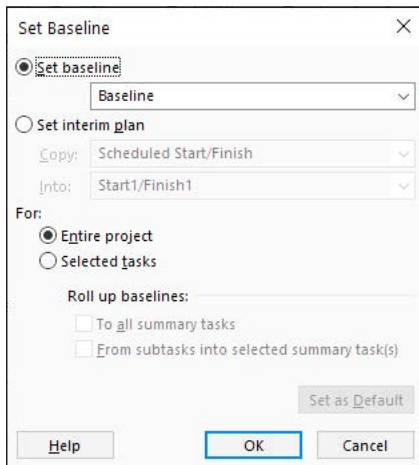 Set Baseline
Set baseline
Baseline
Set interim plan
Copy: Scheduled Start/Finish
Into: Start1/Finish1
For:
Entire project
Selected tasks
Roll up baselines:
To all summary tasks
From subtasks into selected summary task(s)
Set as Default
Help OK Cancel